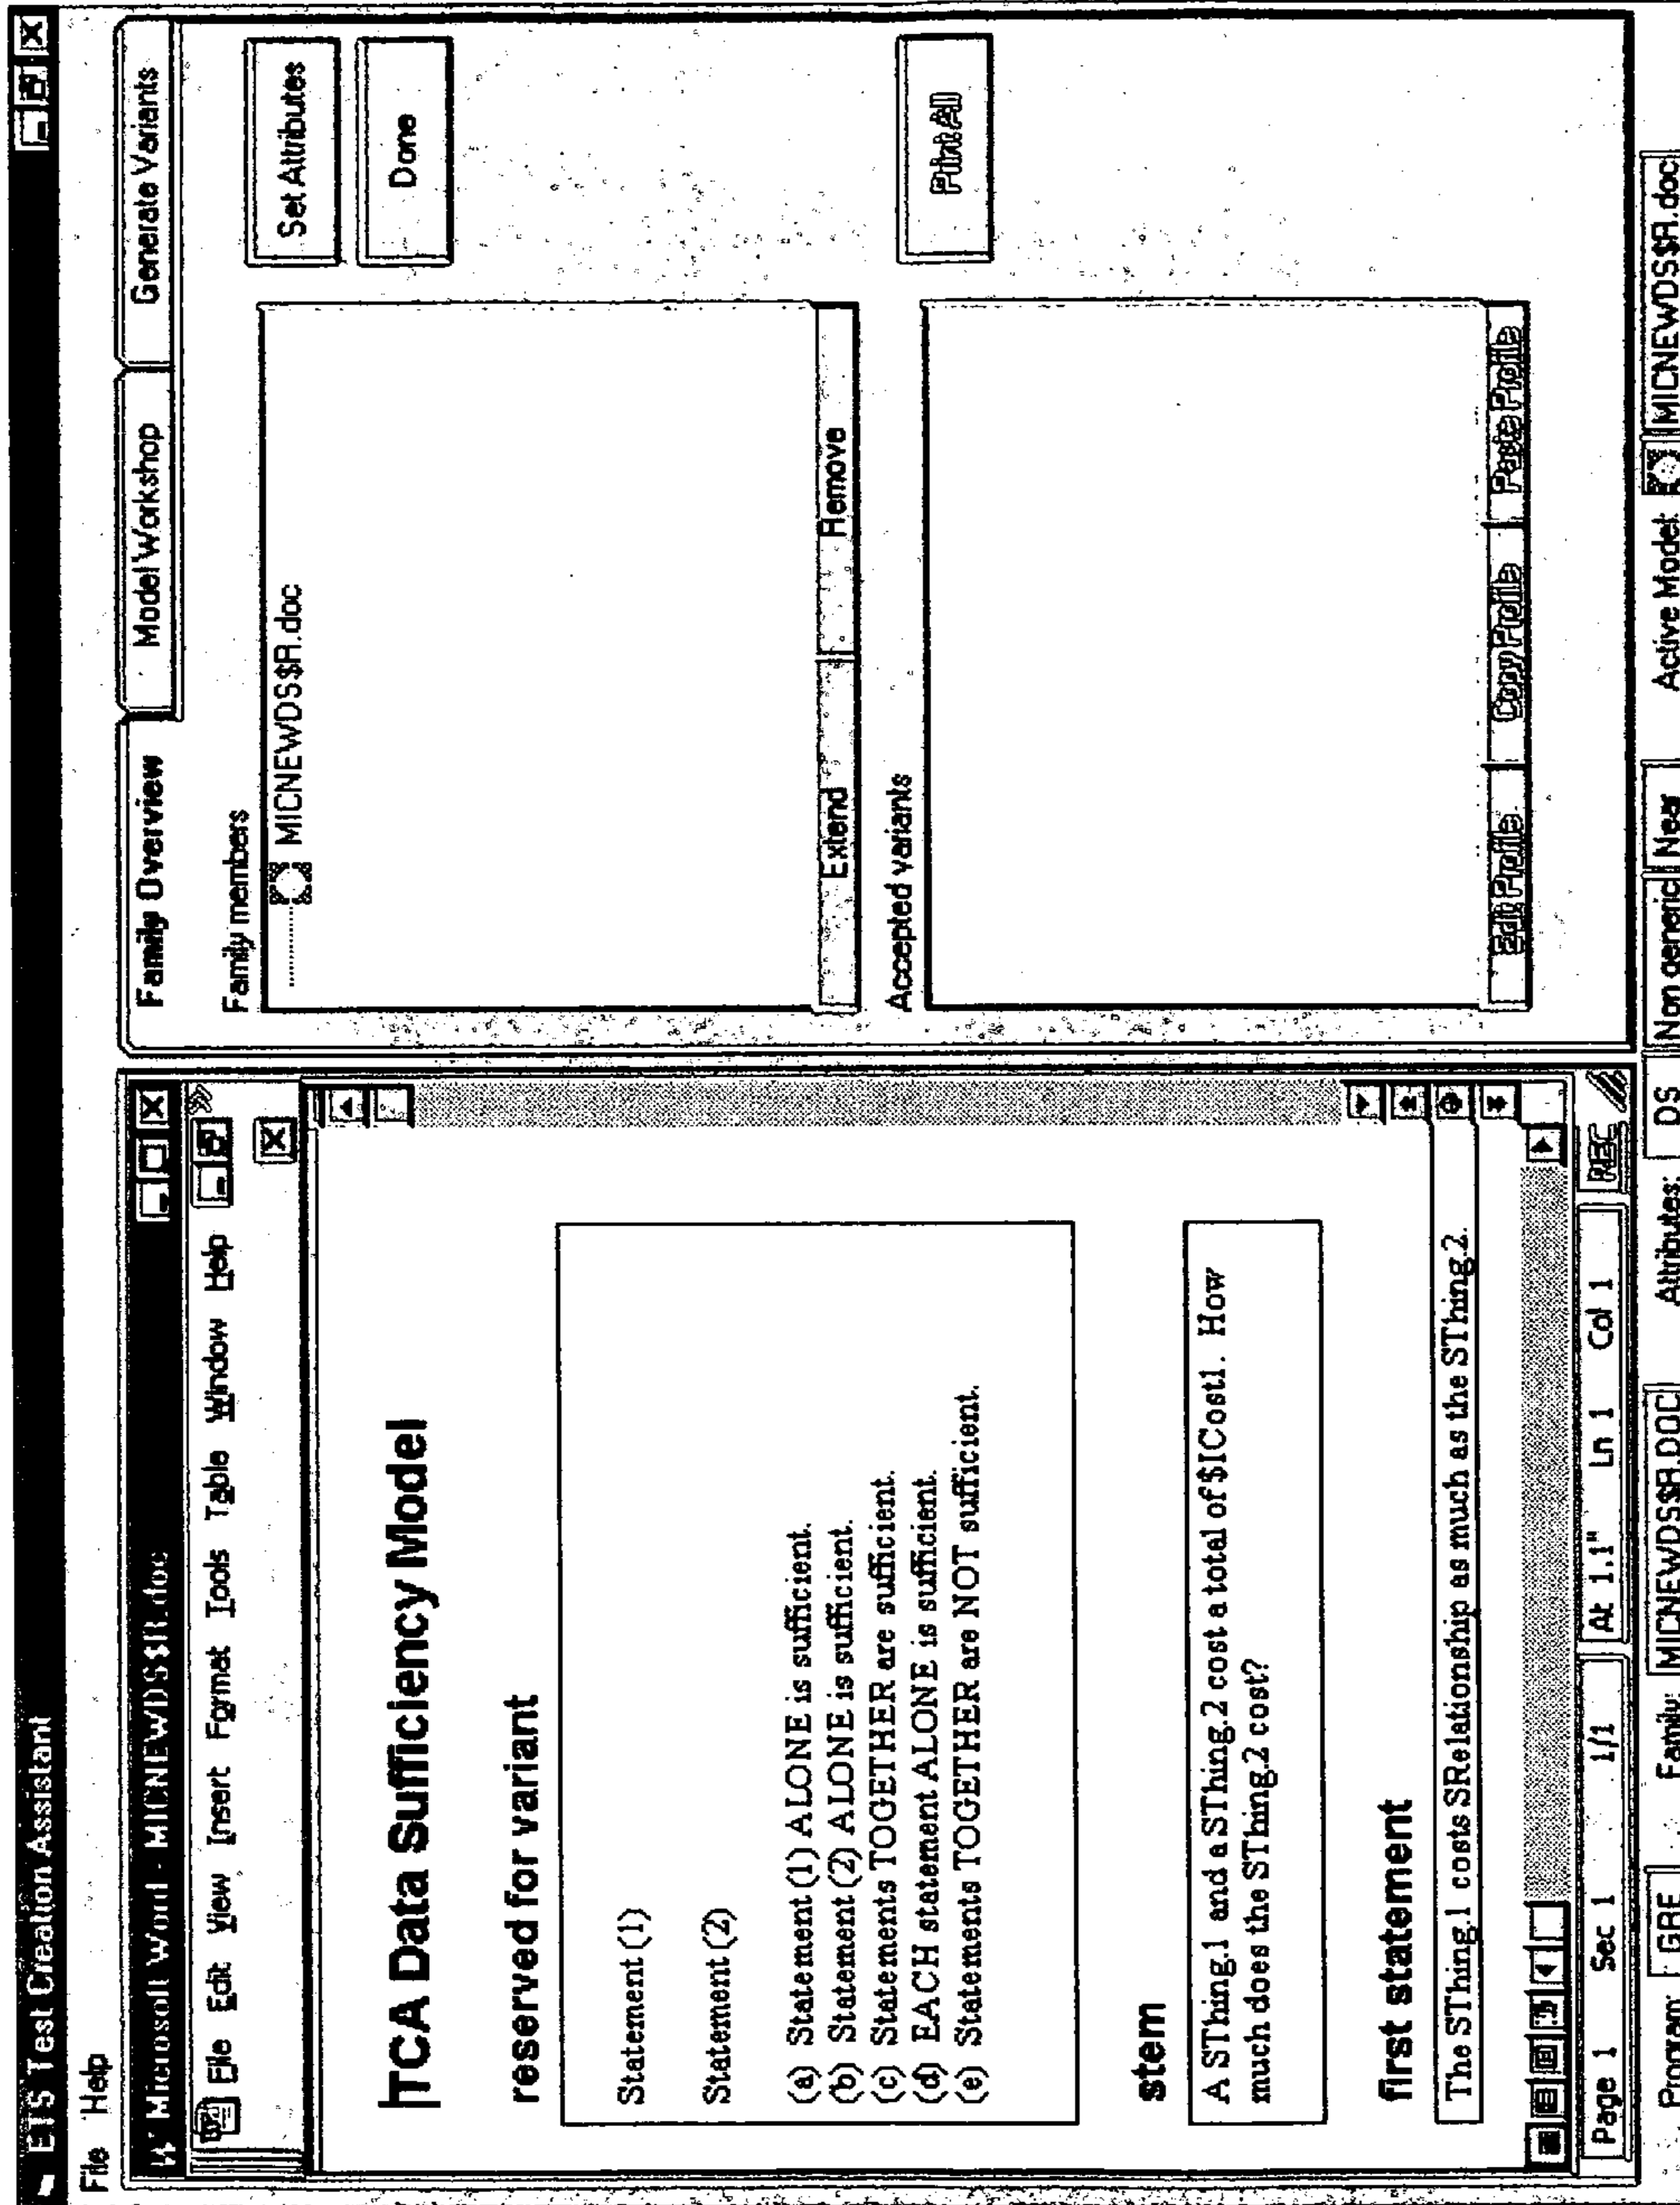 ETS Test Creation Assistant
File Help
Microsoft Word - MICNEWDS$R.doc
File Edit View Insert Format Tools Table Window Help
TCA Data Sufficiency Model
reserved for variant
Statement (1)
Statement (2)
(a) Statement (1) ALONE is sufficient.
(b) Statement (2) ALONE is sufficient.
(c) Statements TOGETHER are sufficient.
(d) EACH statement ALONE is sufficient.
(e) Statements TOGETHER are NOT sufficient.
stem
A SThing.1 and a SThing.2 cost a total of $ICost1. How
much does the SThing.2 cost?
first statement
The SThing.1 costs SRelationship as much as the SThing.2.
Page 1 Sec 1 1/1 At 1.1" Ln 1 Col 1 REC
Family Overview Model Workshop Generate Variants
Family members
MICNEWDS$R.doc
Set Attributes
Done
Extend Remove
Accepted variants
Print All
Edit Profile Copy Profile Paste Profile
Program: GRE Family: MICNEWDS$R.DOC Attributes: DS Non generic Near Active Model: MICNEWDS$R.doc